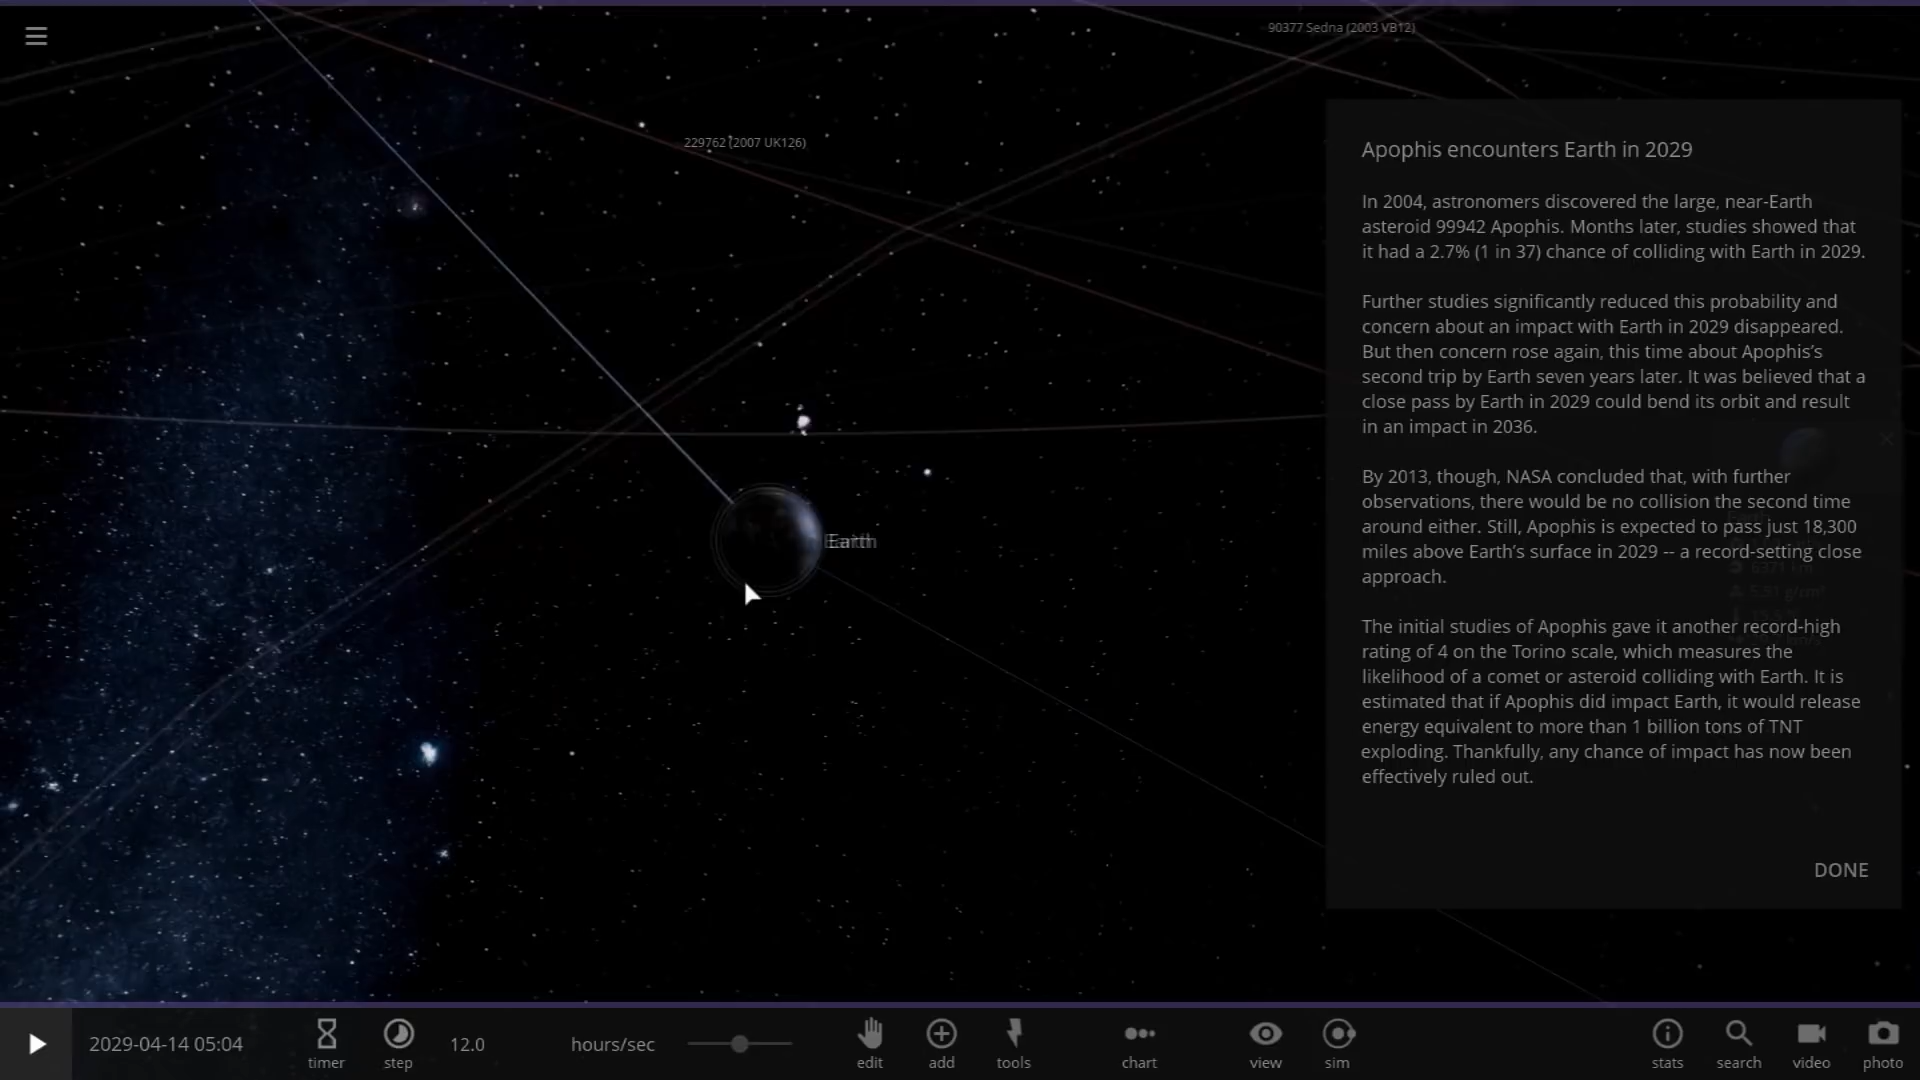 90377 Sedna (2003 VB12)
229762 (2007 UK126)
Apophis encounters Earth in 2029
In 2004, astronomers discovered the large, near-Earth
asteroid 99942 Apophis. Months later, studies showed that
it had a 2.7% (1 in 37) chance of colliding with Earth in 2029.
Further studies significantly reduced this probability and
concern about an impact with Earth in 2029 disappeared.
But then concern rose again, this time about Apophis’s
second trip by Earth seven years later. It was believed that a
close pass by Earth in 2029 could bend its orbit and result
in an impact in 2036.
By 2013, though, NASA concluded that, with further
observations, there would be no collision the second time
around either. Still, Apophis is expected to pass just 18,300
miles above Earth’s surface in 2029 -- a record-setting close
approach.
The initial studies of Apophis gave it another record-high
rating of 4 on the Torino scale, which measures the
likelihood of a comet or asteroid colliding with Earth. It is
estimated that if Apophis did impact Earth, it would release
energy equivalent to more than 1 billion tons of TNT
exploding. Thankfully, any chance of impact has now been
effectively ruled out.
DONE
Earth
2029-04-14 05:04
timer
step
12.0
hours/sec
edit
add
tools
chart
view
sim
stats
search
video
photo